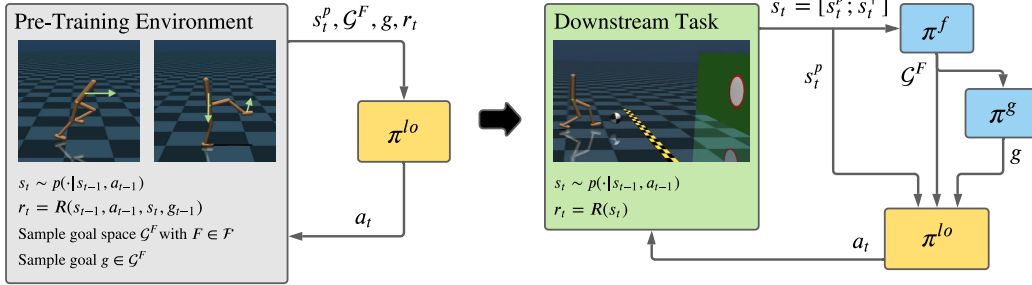 Pre-Training Environment
s_t ~ p(·|s_{t-1}, a_{t-1})
r_t = R(s_{t-1}, a_{t-1}, s_t, g_{t-1})
Sample goal space 𝒢^F with F ∈ ℱ
Sample goal g ∈ 𝒢^F
s_t^p, 𝒢^F, g, r_t
π^{lo}
a_t
Downstream Task
s_t ~ p(·|s_{t-1}, a_{t-1})
r_t = R(s_t)
s_t = [s_t^p; s_t^+]
π^f
s_t^p
𝒢^F
π^g
g
π^{lo}
a_t